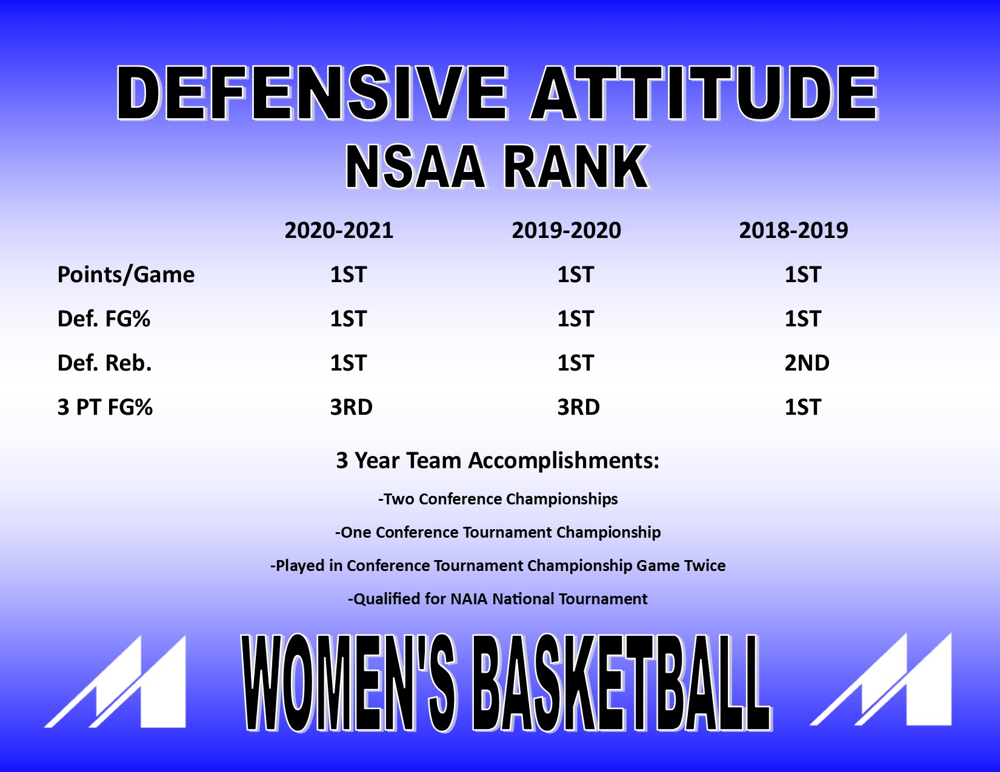 DEFENSIVE ATTITUDE
NSAA RANK
2020-2021 2019-2020 2018-2019
Points/Game 1ST 1ST 1ST
Def. FG% 1ST 1ST 1ST
Def. Reb. 1ST 1ST 2ND
3 PT FG% 3RD 3RD 1ST
3 Year Team Accomplishments:
-Two Conference Championships
-One Conference Tournament Championship
-Played in Conference Tournament Championship Game Twice
-Qualified for NAIA National Tournament
WOMEN'S BASKETBALL